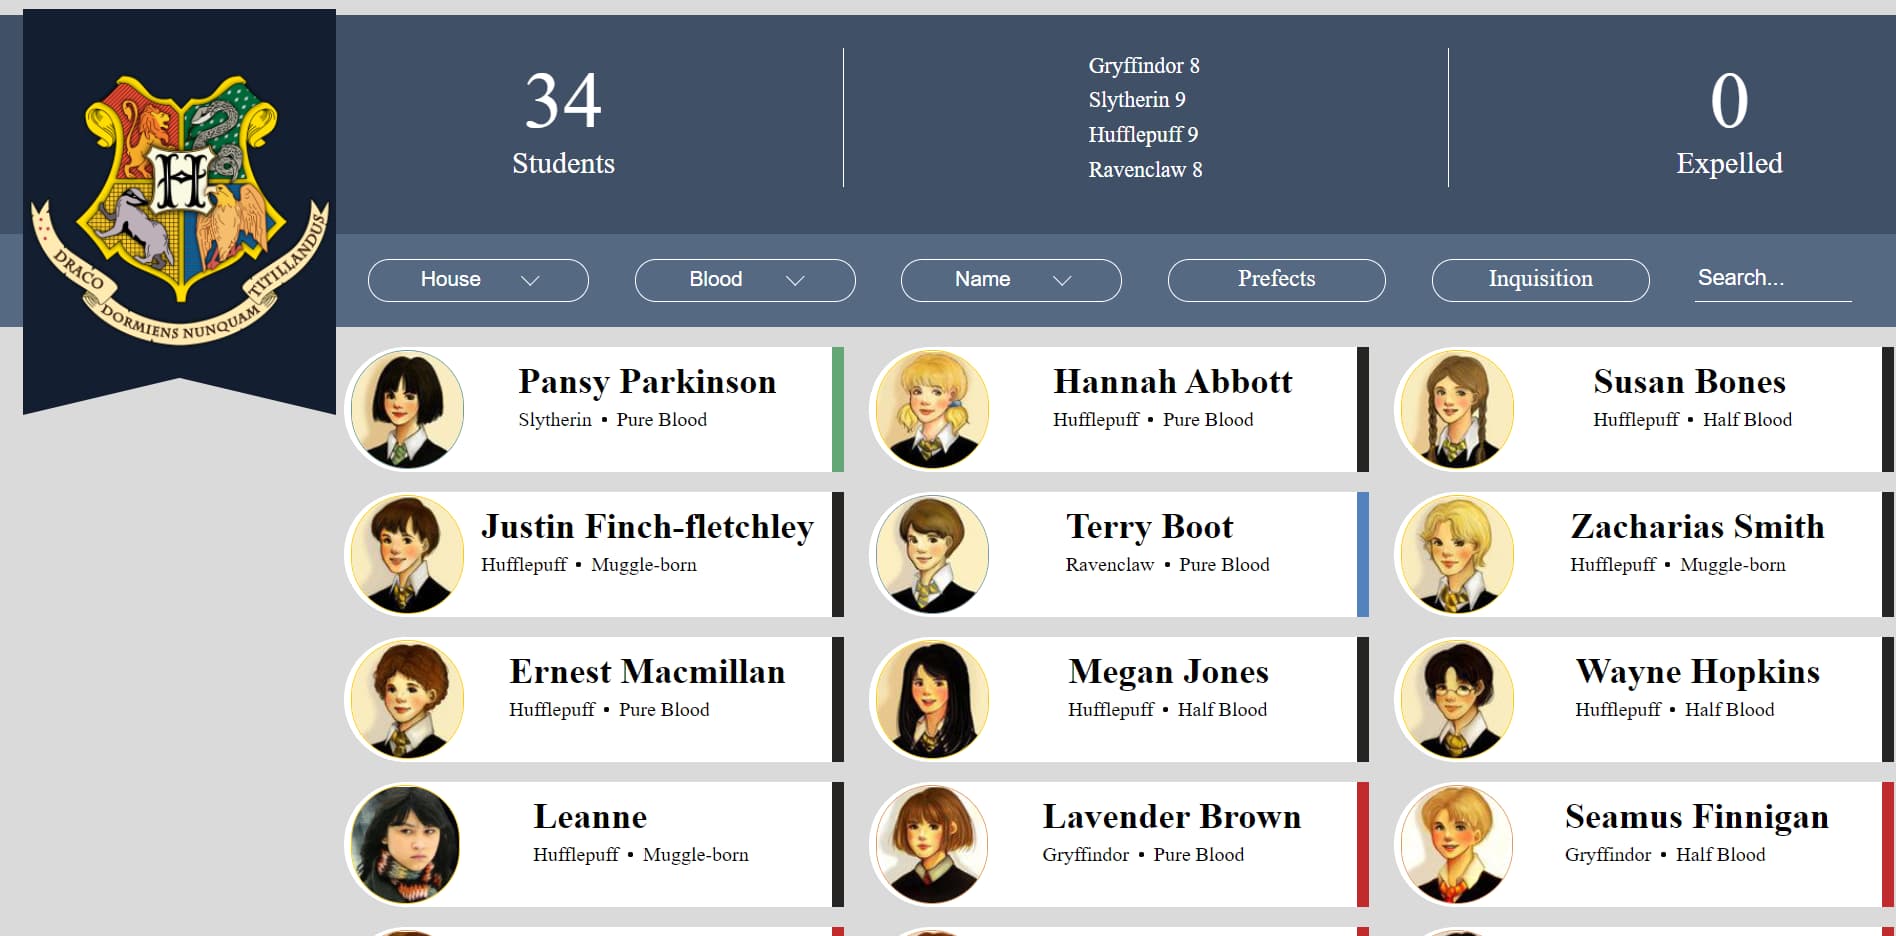 DRACO
DORMIENS NUNQUAM
TITILLANDUS
H
34
Students
Gryffindor 8
Slytherin 9
Hufflepuff 9
Ravenclaw 8
0
Expelled
House
Blood
Name
Prefects
Inquisition
Search...
Pansy Parkinson
Slytherin • Pure Blood
Hannah Abbott
Hufflepuff • Pure Blood
Susan Bones
Hufflepuff • Half Blood
Justin Finch-fletchley
Hufflepuff • Muggle-born
Terry Boot
Ravenclaw • Pure Blood
Zacharias Smith
Hufflepuff • Muggle-born
Ernest Macmillan
Hufflepuff • Pure Blood
Megan Jones
Hufflepuff • Half Blood
Wayne Hopkins
Hufflepuff • Half Blood
Leanne
Hufflepuff • Muggle-born
Lavender Brown
Gryffindor • Pure Blood
Seamus Finnigan
Gryffindor • Half Blood